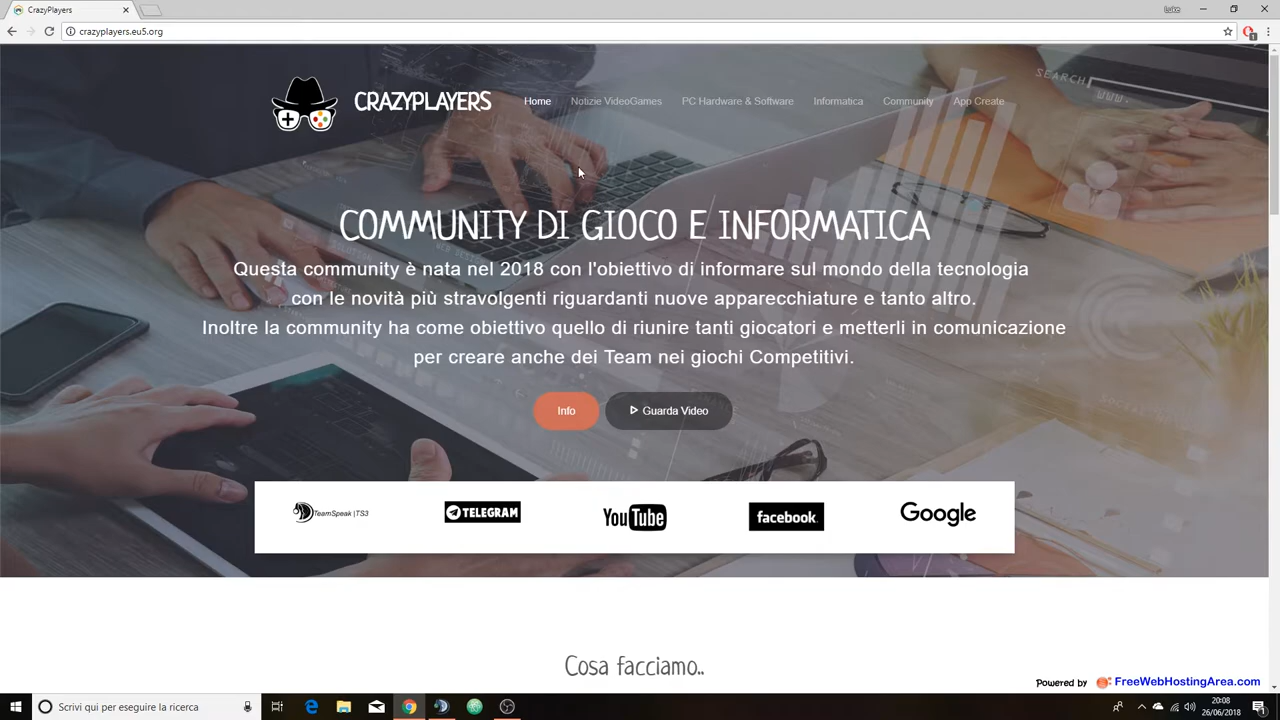 CrazyPlayers
crazyplayers.eu5.org
SEARCH
WWW.
CRAZYPLAYERS
Home
Notizie VideoGames
PC Hardware & Software
Informatica
Community
App Create
COMMUNITY DI GIOCO E INFORMATICA
Questa community è nata nel 2018 con l'obiettivo di informare sul mondo della tecnologia
con le novità più stravolgenti riguardanti nuove apparecchiature e tanto altro.
Inoltre la community ha come obiettivo quello di riunire tanti giocatori e metterli in comunicazione
per creare anche dei Team nei giochi Competitivi.
Info
Guarda Video
TeamSpeak |TS3
TELEGRAM
YouTube
facebook.
Google
Cosa facciamo..
Powered by FreeWebHostingArea.com
Scrivi qui per eseguire la ricerca
20:08
26/06/2018